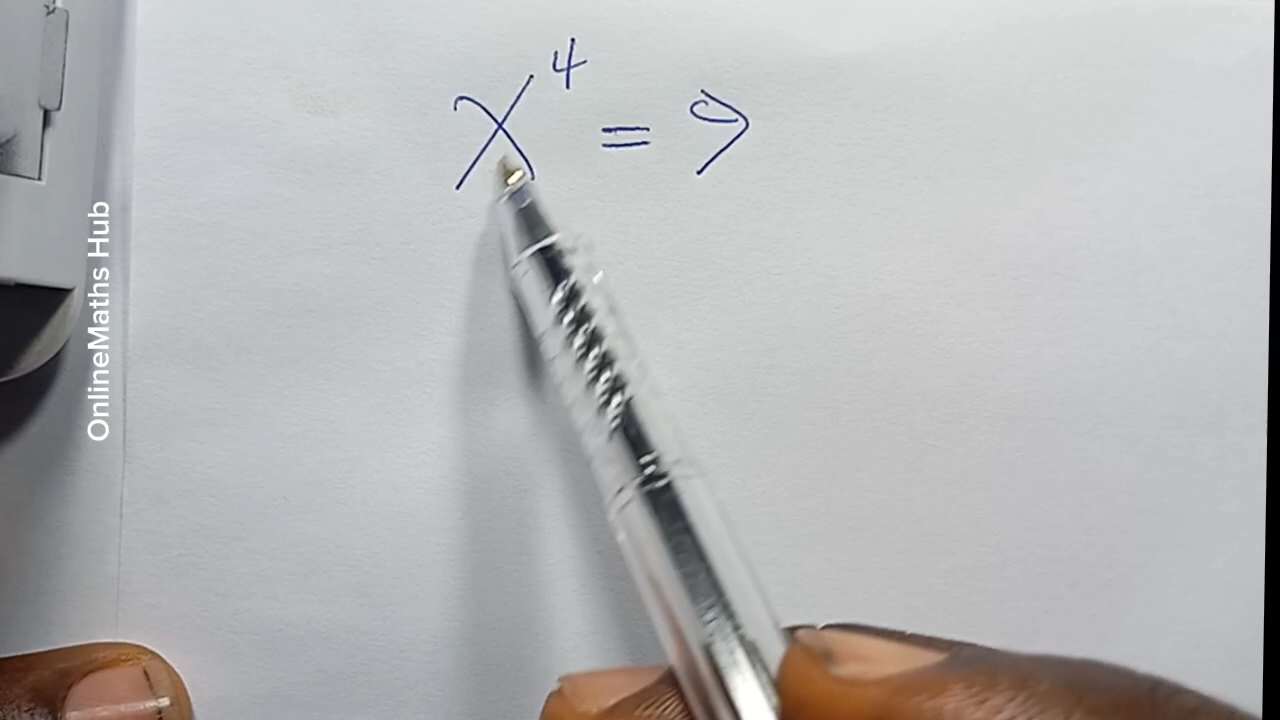 x⁴ = 9
OnlineMaths Hub